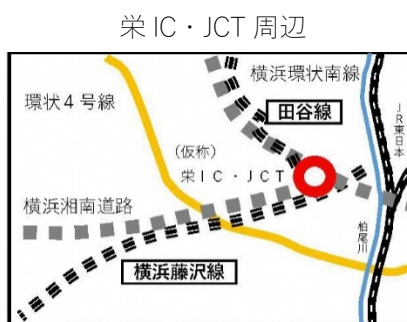 栄 IC・JCT 周辺
横浜環状南線
環状４号線
田谷線
ＪＲ東日本
（仮称）
栄ＩＣ・ＪＣＴ
横浜湘南道路
柏尾川
横浜藤沢線